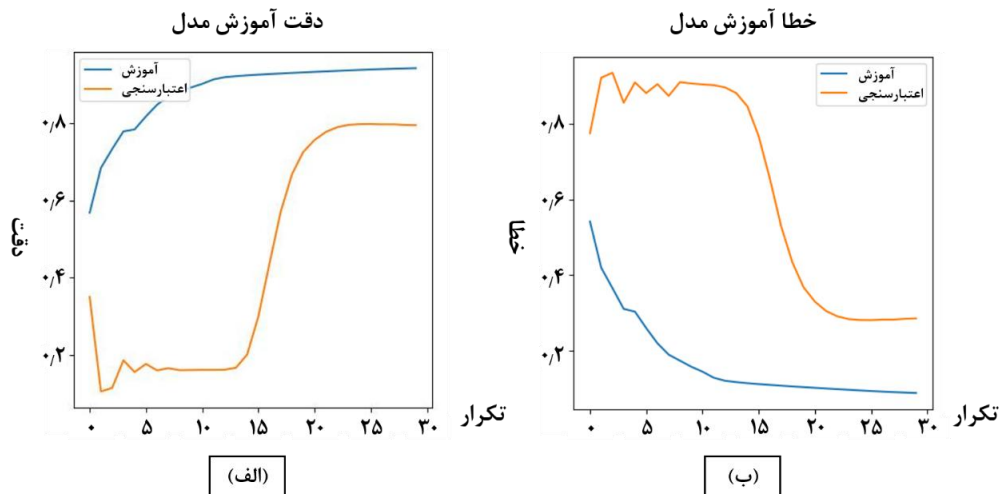 دقت آموزش مدل
آموزش
اعتبارسنجی
۰٫۸
۰٫۶
۰٫۴
۰٫۲
دقت
۰ ۵ ۱۰ ۱۵ ۲۰ ۲۵ ۳۰
تکرار
(الف)
خطا آموزش مدل
آموزش
اعتبارسنجی
۰٫۸
۰٫۶
۰٫۴
۰٫۲
خطا
۰ ۵ ۱۰ ۱۵ ۲۰ ۲۵ ۳۰
تکرار
(ب)